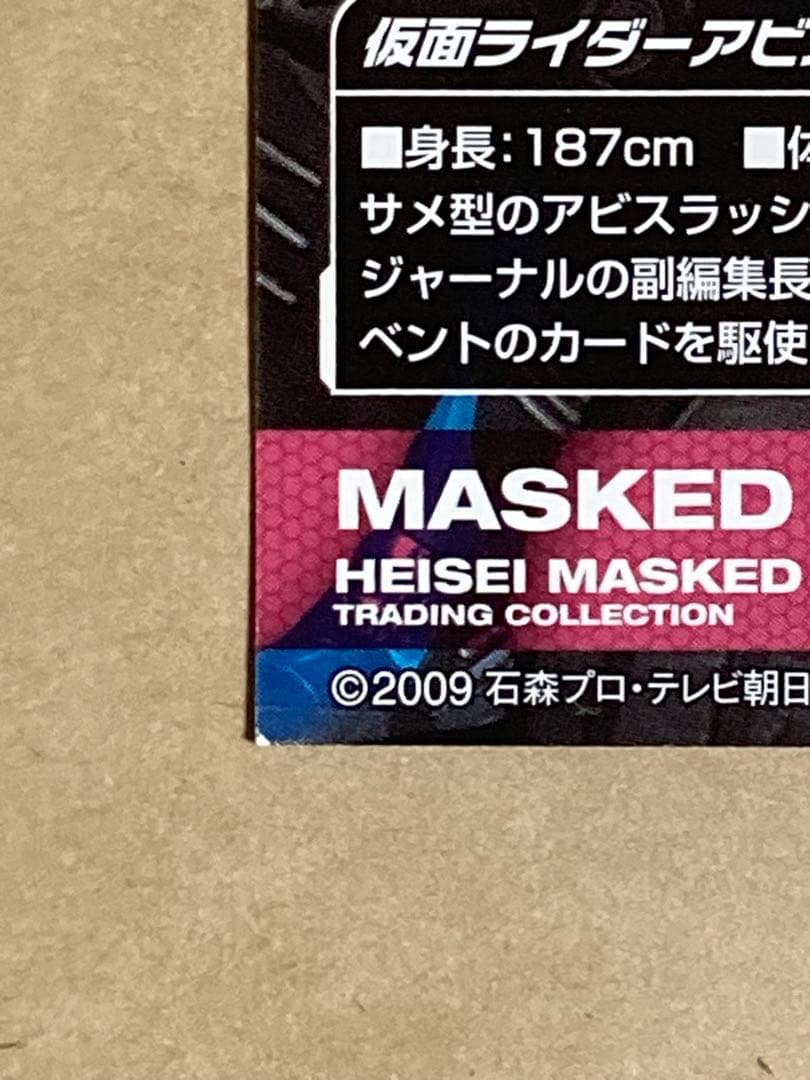 仮面ライダーアビ
■身長：187cm ■体
サメ型のアビスラッシ
ジャーナルの副編集長
ベントのカードを駆使
MASKED
HEISEI MASKED
TRADING COLLECTION
©2009 石森プロ・テレビ朝日